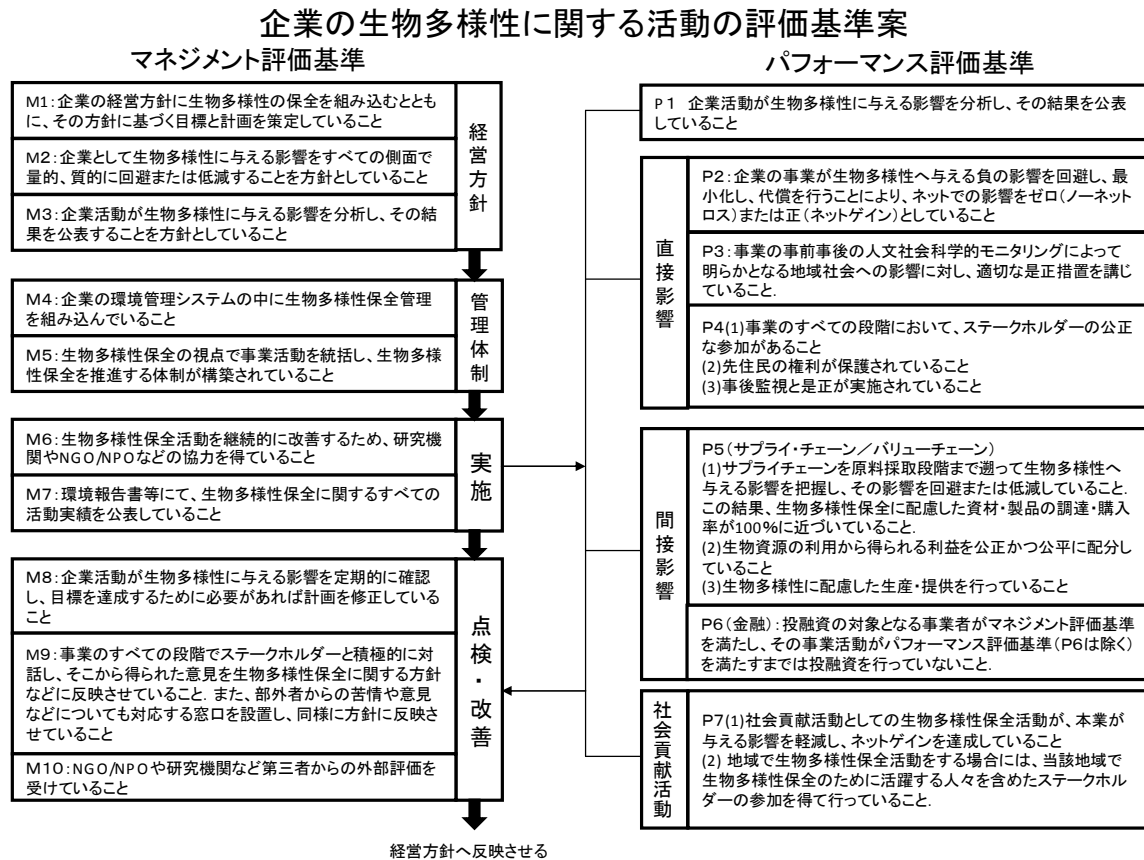 企業の生物多様性に関する活動の評価基準案
マネジメント評価基準
M1:企業の経営方針に生物多様性の保全を組み込むととも
に、その方針に基づく目標と計画を策定していること
M2:企業として生物多様性に与える影響をすべての側面で
量的、質的に回避または低減することを方針としていること
M3:企業活動が生物多様性に与える影響を分析し、その結
果を公表することを方針としていること
経営方針
M4:企業の環境管理システムの中に生物多様性保全管理
を組み込んでいること
M5:生物多様性保全の視点で事業活動を統括し、生物多様
性保全を推進する体制が構築されていること
管理体制
M6:生物多様性保全活動を継続的に改善するため、研究機
関やNGO/NPOなどの協力を得ていること
M7:環境報告書等にて、生物多様性保全に関するすべての
活動実績を公表していること
実施
M8:企業活動が生物多様性に与える影響を定期的に確認
し、目標を達成するために必要があれば計画を修正している
こと
M9:事業のすべての段階でステークホルダーと積極的に対
話し、そこから得られた意見を生物多様性保全に関する方針
などに反映させていること. また、部外者からの苦情や意見
などについても対応する窓口を設置し、同様に方針に反映さ
せていること
M10:NGO/NPOや研究機関など第三者からの外部評価を
受けていること
点検・改善
経営方針へ反映させる
パフォーマンス評価基準
P1 企業活動が生物多様性に与える影響を分析し、その結果を公表
していること
直接影響
P2:企業の事業が生物多様性へ与える負の影響を回避し、最
小化し、代償を行うことにより、ネットでの影響をゼロ(ノーネット
ロス)または正(ネットゲイン)としていること
P3:事業の事前事後の人文社会科学的モニタリングによって
明らかとなる地域社会への影響に対し、適切な是正措置を講じ
ていること.
P4(1)事業のすべての段階において、ステークホルダーの公正
な参加があること
(2)先住民の権利が保護されていること
(3)事後監視と是正が実施されていること
間接影響
P5(サプライ・チェーン/バリューチェーン)
(1)サプライチェーンを原料採取段階まで遡って生物多様性へ
与える影響を把握し、その影響を回避または低減していること.
この結果、生物多様性保全に配慮した資材・製品の調達・購入
率が100%に近づいていること.
(2)生物資源の利用から得られる利益を公正かつ公平に配分し
ていること
(3)生物多様性に配慮した生産・提供を行っていること
P6(金融):投融資の対象となる事業者がマネジメント評価基準
を満たし、その事業活動がパフォーマンス評価基準(P6は除く)
を満たすまでは投融資を行っていないこと.
社会貢献活動
P7(1)社会貢献活動としての生物多様性保全活動が、本業が
与える影響を軽減し、ネットゲインを達成していること
(2) 地域で生物多様性保全活動をする場合には、当該地域で
生物多様性保全のために活躍する人々を含めたステークホル
ダーの参加を得て行っていること.